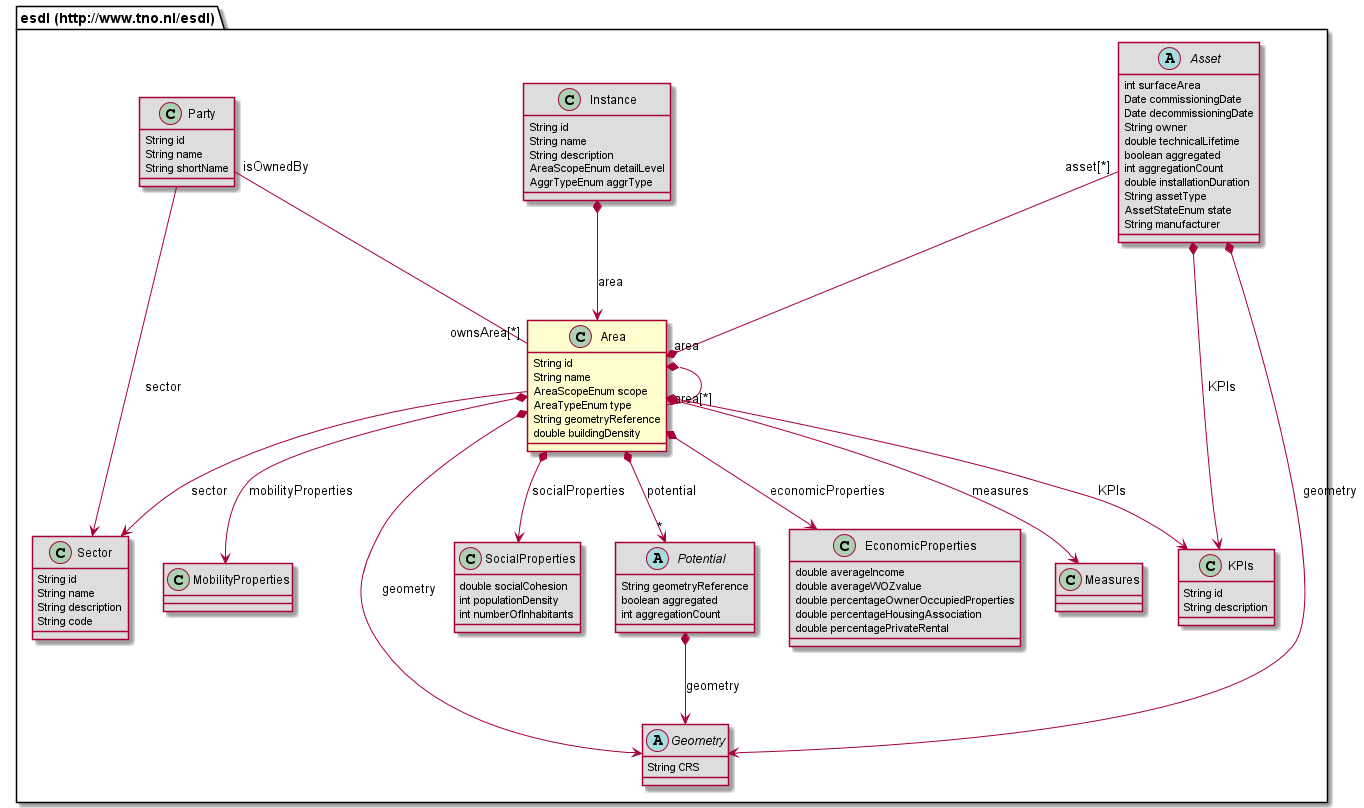 esdl (http://www.tno.nl/esdl)
A Asset
int surfaceArea
Date commissioningDate
Date decommissioningDate
String owner
double technicalLifetime
boolean aggregated
int aggregationCount
double installationDuration
String assetType
AssetStateEnum state
String manufacturer
C Instance
String id
String name
String description
AreaScopeEnum detailLevel
AggrTypeEnum aggrType
C Party
String id
String name
String shortName
isOwnedBy
asset[*]
area
ownsArea[*]
area
area[*]
C Area
String id
String name
AreaScopeEnum scope
AreaTypeEnum type
String geometryReference
double buildingDensity
sector
KPIs
sector
mobilityProperties
socialProperties
potential
*
economicProperties
measures
KPIs
geometry
C Sector
String id
String name
String description
String code
C MobilityProperties
C SocialProperties
double socialCohesion
int populationDensity
int numberOfInhabitants
A Potential
String geometryReference
boolean aggregated
int aggregationCount
C EconomicProperties
double averageIncome
double averageWOZvalue
double percentageOwnerOccupiedProperties
double percentageHousingAssociation
double percentagePrivateRental
C Measures
C KPIs
String id
String description
geometry
geometry
A Geometry
String CRS